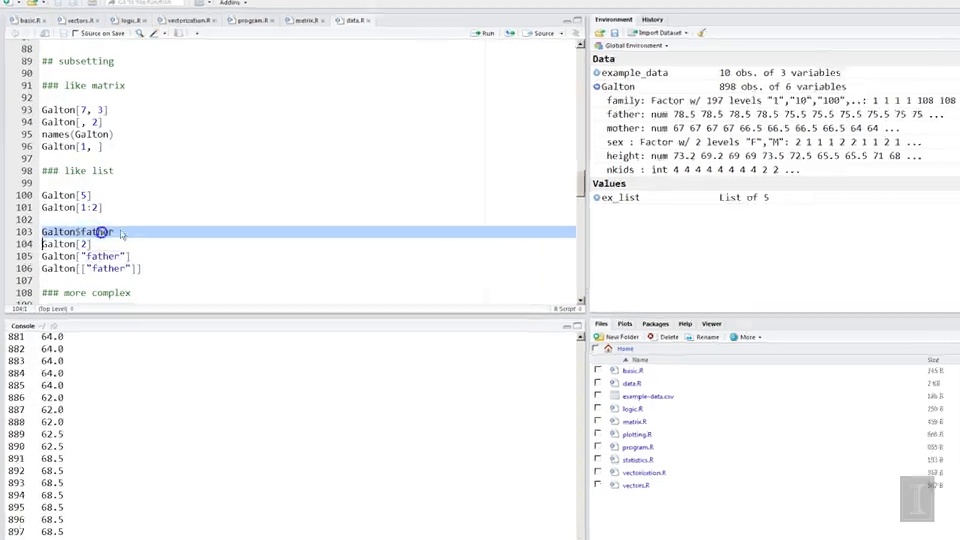 Go to file/function
Addins
basic.R
vectors.R
logic.R
vectorization.R
program.R
matrix.R
data.R
Source on Save
Run
Source
88
89 ## subsetting
90
91 ### like matrix
92
93 Galton[7, 3]
94 Galton[, 2]
95 names(Galton)
96 Galton[1, ]
97
98 ### like list
99
100 Galton[5]
101 Galton[1:2]
102
103 Galton$father
104 Galton[2]
105 Galton["father"]
106 Galton[["father"]]
107
108 ### more complex
104:1 (Top Level) R Script
Console
881 64.0
882 64.0
883 64.0
884 64.0
885 64.0
886 62.0
887 62.0
888 62.0
889 62.5
890 62.5
891 68.5
892 68.5
893 68.5
894 68.5
895 68.5
896 68.5
897 68.5
Environment History
Import Dataset
Global Environment
Data
example_data 10 obs. of 3 variables
Galton 898 obs. of 6 variables
family: Factor w/ 197 levels "1","10","100",..: 1 1 1 1 108 108
father: num 78.5 78.5 78.5 78.5 75.5 75.5 75.5 75.5 75 75 ...
mother: num 67 67 67 67 66.5 66.5 66.5 66.5 64 64 ...
sex : Factor w/ 2 levels "F","M": 2 1 1 1 2 2 1 1 2 1 ...
height: num 73.2 69.2 69 69 73.5 72.5 65.5 65.5 71 68 ...
nkids : int 4 4 4 4 4 4 4 4 2 2 ...
Values
ex_list List of 5
Files Plots Packages Help Viewer
New Folder Delete Rename More
Home
Name Size
basic.R
data.R
example-data.csv
logic.R
matrix.R
plotting.R
program.R
statistics.R
vectorization.R
vectors.R
I